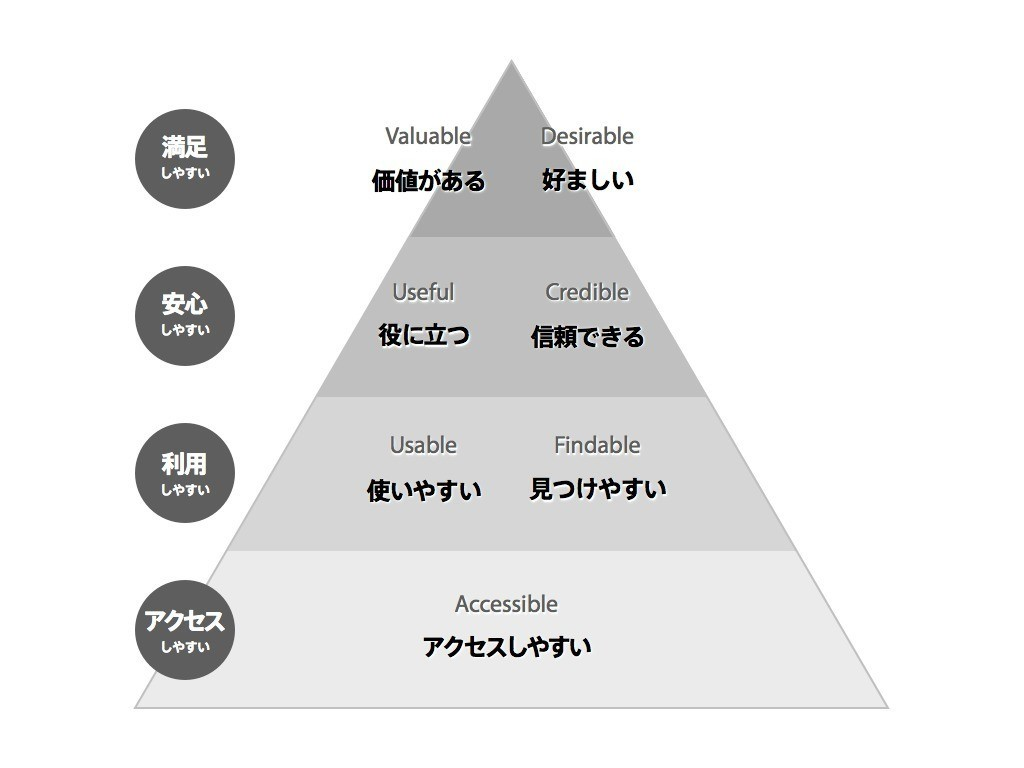 満足
しやすい
Valuable
価値がある
Desirable
好ましい
安心
しやすい
Useful
役に立つ
Credible
信頼できる
利用
しやすい
Usable
使いやすい
Findable
見つけやすい
アクセス
しやすい
Accessible
アクセスしやすい